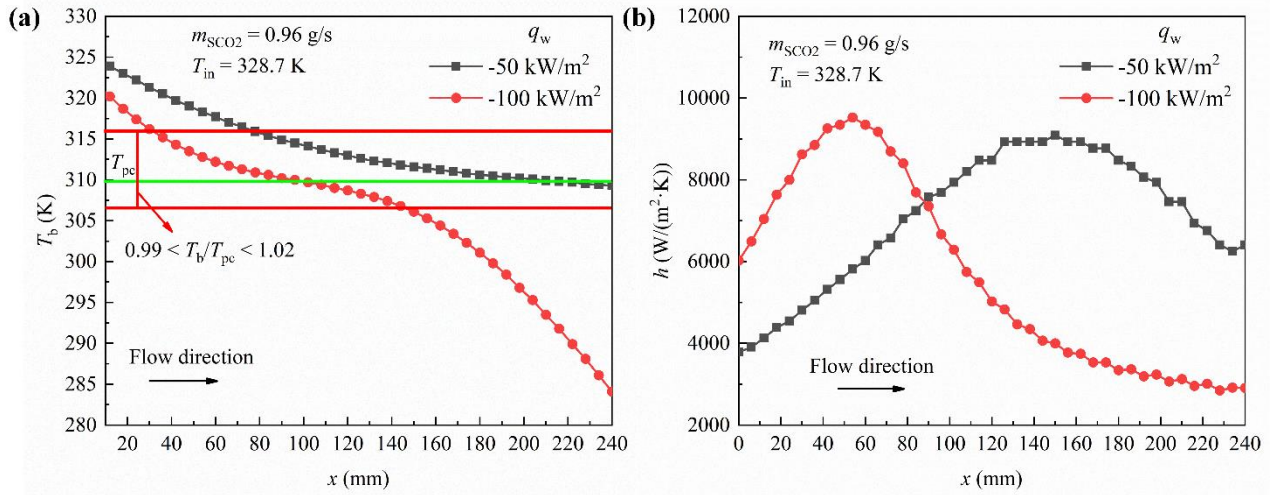 (a)
330
325
320
315
310
305
300
295
290
285
280
T_b (K)
m_SCO2 = 0.96 g/s
T_in = 328.7 K
q_w
-50 kW/m²
-100 kW/m²
T_pc
0.99 < T_b/T_pc < 1.02
Flow direction
20 40 60 80 100 120 140 160 180 200 220 240
x (mm)
(b)
12000
10000
8000
6000
4000
2000
h (W/(m²·K)
m_SCO2 = 0.96 g/s
T_in = 328.7 K
q_w
-50 kW/m²
-100 kW/m²
Flow direction
0 20 40 60 80 100 120 140 160 180 200 220 240
x (mm)